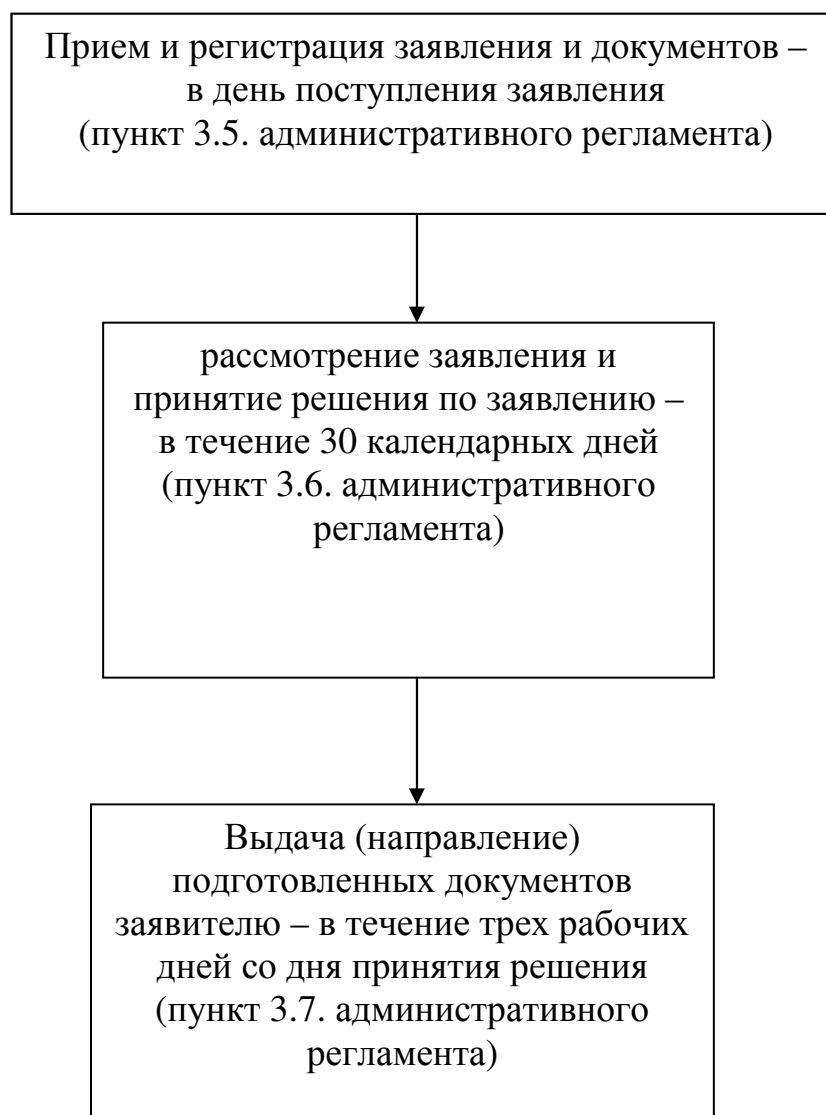 Прием и регистрация заявления и документов –
в день поступления заявления
(пункт 3.5. административного регламента)
рассмотрение заявления и
принятие решения по заявлению –
в течение 30 календарных дней
(пункт 3.6. административного
регламента)
Выдача (направление)
подготовленных документов
заявителю – в течение трех рабочих
дней со дня принятия решения
(пункт 3.7. административного
регламента)